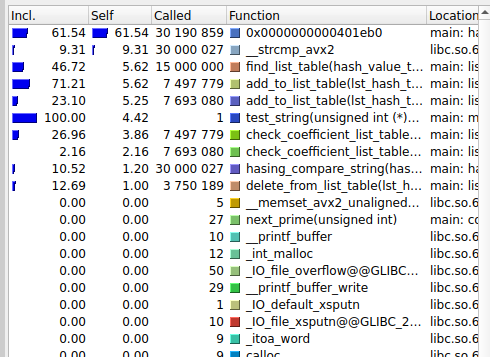 Incl. Self Called Function Location
61.54 61.54 30 190 859 0x0000000000401eb0 main: ha
9.31 9.31 30 000 027 __strcmp_avx2 libc.so.6
46.72 5.62 15 000 000 find_list_table(hash_value_t... main: lis
71.21 5.62 7 497 779 add_to_list_table(lst_hash_t... main: lis
23.10 5.25 7 693 080 add_to_list_table(lst_hash_t... main: lis
100.00 4.42 1 test_string(unsigned int (*)... main: m
26.96 3.86 7 497 779 check_coefficient_list_table... main: lis
2.16 2.16 7 693 080 check_coefficient_list_table... main: lis
10.52 1.20 30 000 027 hasing_compare_string(has... main: ha
12.69 1.00 3 750 189 delete_from_list_table(lst_h... main: lis
0.00 0.00 5 __memset_avx2_unaligned... libc.so.6
0.00 0.00 27 next_prime(unsigned int) main: co
0.00 0.00 10 __printf_buffer libc.so.6
0.00 0.00 12 _int_malloc libc.so.6
0.00 0.00 50 _IO_file_overflow@@GLIBC... libc.so.6
0.00 0.00 29 __printf_buffer_write libc.so.6
0.00 0.00 1 _IO_default_xsputn libc.so.6
0.00 0.00 10 _IO_file_xsputn@@GLIBC_2... libc.so.6
0.00 0.00 9 _itoa_word libc.so.6
0.00 0.00 9 calloc libc.so.6